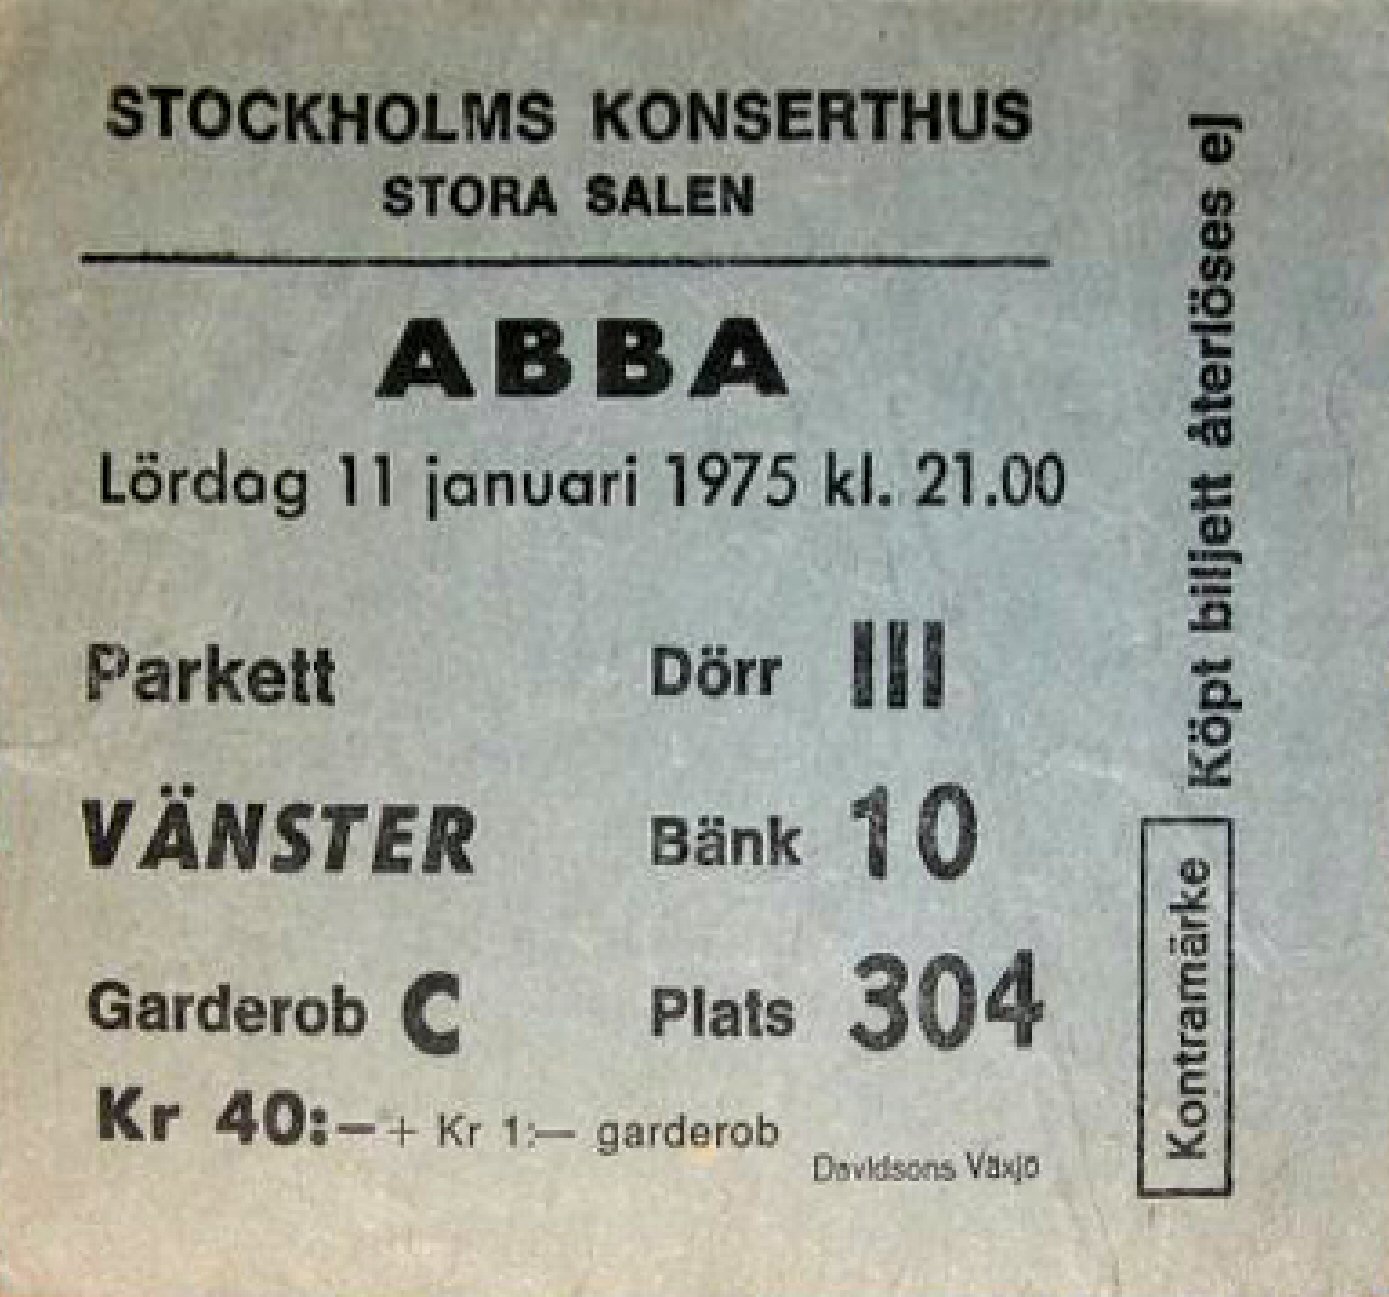 STOCKHOLMS KONSERTHUS
STORA SALEN
ABBA
Lördag 11 januari 1975 kl. 21.00
Parkett Dörr III
VÄNSTER Bänk 10
Garderob C Plats 304
Kr 40:— + Kr 1:— garderob
Davidsons Växjö
Köpt biljett återlöses ej
Kontramärke